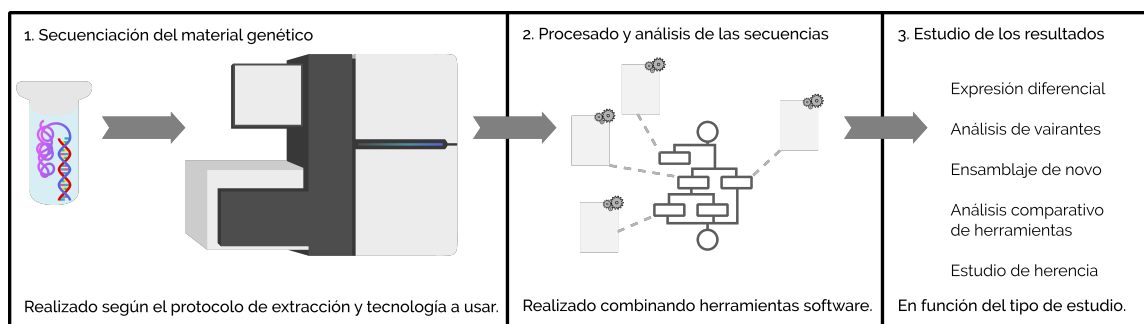 1. Secuenciación del material genético
Realizado según el protocolo de extracción y tecnología a usar.
2. Procesado y análisis de las secuencias
Realizado combinando herramientas software.
3. Estudio de los resultados
Expresión diferencial
Análisis de vairantes
Ensamblaje de novo
Análisis comparativo
de herramientas
Estudio de herencia
En función del tipo de estudio.